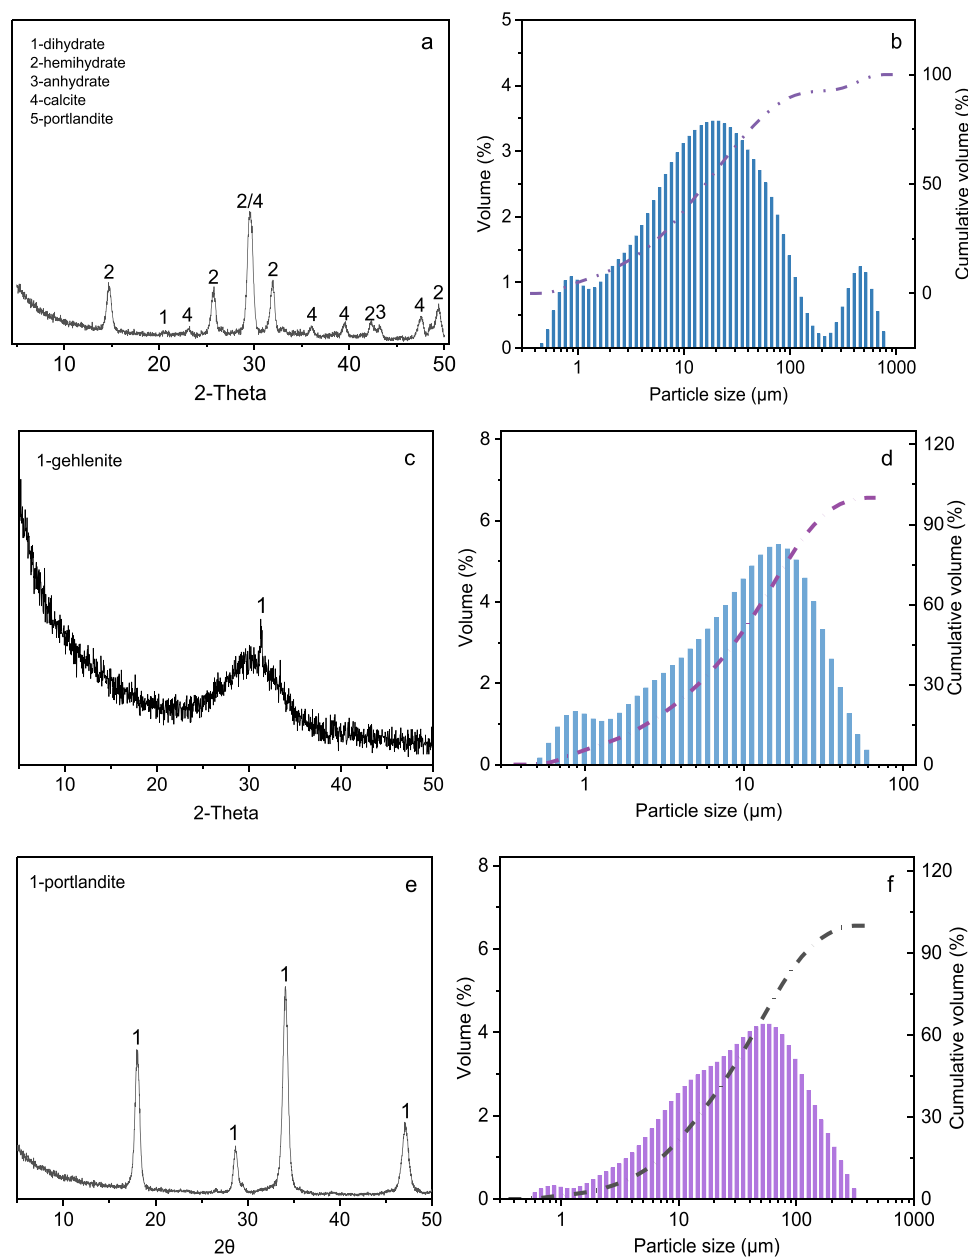 a
1-dihydrate
2-hemihydrate
3-anhydrate
4-calcite
5-portlandite
2/4
2
2
2
2
1
4
4
4
2
3
4
10
20
30
40
50
2-Theta
b
5
4
3
2
1
0
Volume (%)
100
50
0
Cumulative volume (%)
1
10
100
1000
Particle size (µm)
c
1-gehlenite
1
10
20
30
40
50
2-Theta
d
8
6
4
2
0
Volume (%)
120
90
60
30
0
Cumulative volume (%)
1
10
100
Particle size (µm)
e
1-portlandite
1
1
1
1
10
20
30
40
50
2θ
f
8
6
4
2
0
Volume (%)
120
90
60
30
0
Cumulative volume (%)
1
10
100
1000
Particle size (µm)